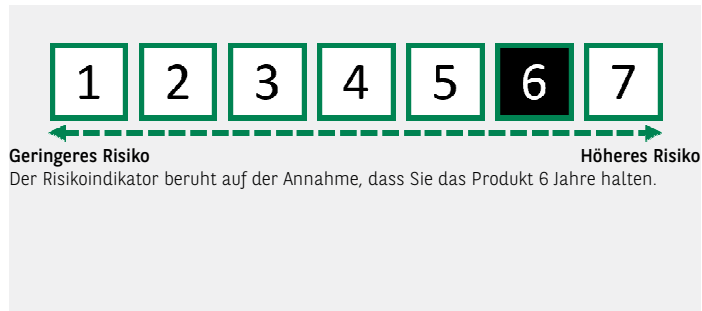 1 2 3 4 5 6 7
Geringeres Risiko Höheres Risiko
Der Risikoindikator beruht auf der Annahme, dass Sie das Produkt 6 Jahre halten.